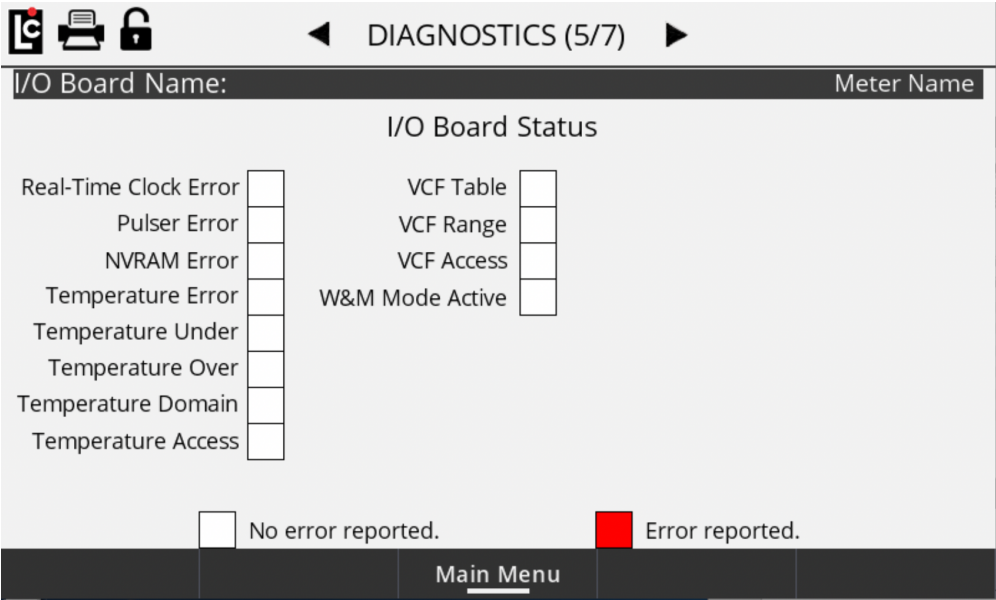 LC
DIAGNOSTICS (5/7)
I/O Board Name:
Meter Name
I/O Board Status
Real-Time Clock Error
Pulser Error
NVRAM Error
Temperature Error
Temperature Under
Temperature Over
Temperature Domain
Temperature Access
VCF Table
VCF Range
VCF Access
W&M Mode Active
No error reported.
Error reported.
Main Menu